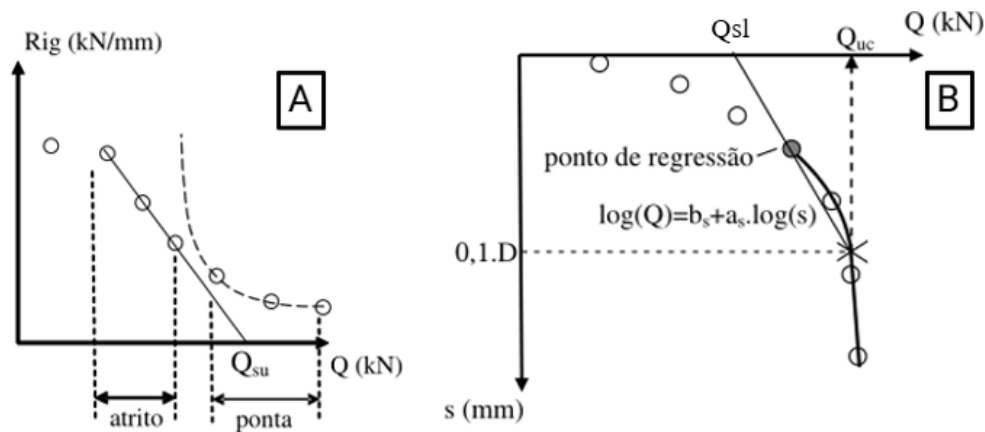 Rig (kN/mm)
A
Q_su
Q (kN)
atrito
ponta
Qsl
Q_uc
Q (kN)
B
ponto de regressão
log(Q)=b_s+a_s.log(s)
0,1.D
s (mm)